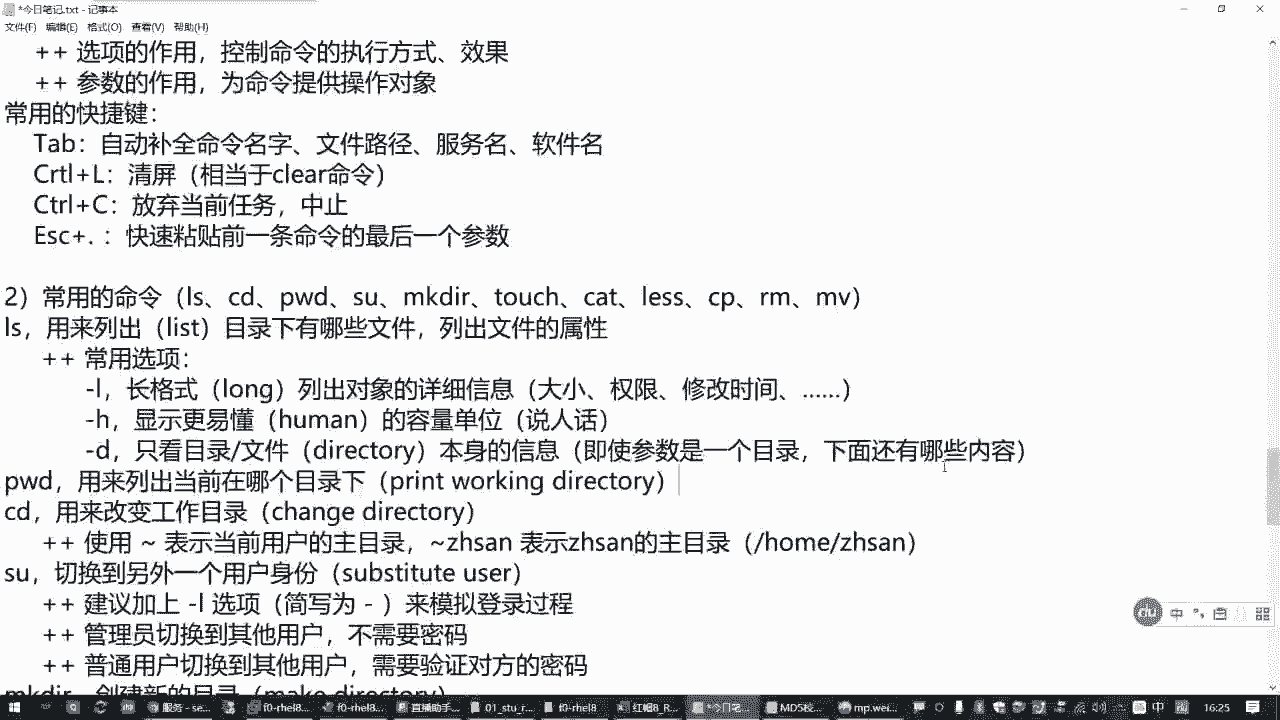 *今日笔记.txt - 记事本
文件(F) 编辑(E) 格式(O) 查看(V) 帮助(H)
++ 选项的作用，控制命令的执行方式、效果
++ 参数的作用，为命令提供操作对象
常用的快捷键：
Tab：自动补全命令名字、文件路径、服务名、软件名
Crtl+L：清屏（相当于clear命令）
Ctrl+C：放弃当前任务，中止
Esc+. ：快速粘贴前一条命令的最后一个参数
2）常用的命令（ls、cd、pwd、su、mkdir、touch、cat、less、cp、rm、mv）
ls，用来列出（list）目录下有哪些文件，列出文件的属性
++ 常用选项：
-l，长格式（long）列出对象的详细信息（大小、权限、修改时间、……）
-h，显示更易懂（human）的容量单位（说人话）
-d，只看目录/文件（directory）本身的信息（即使参数是一个目录，下面还有哪些内容）
pwd，用来列出当前在哪个目录下（print working directory）
cd，用来改变工作目录（change directory）
++ 使用 ~ 表示当前用户的主目录，~zhsan 表示zhsan的主目录（/home/zhsan）
su，切换到另外一个用户身份（substitute user）
++ 建议加上 -l 选项（简写为 - ）来模拟登录过程
++ 管理员切换到其他用户，不需要密码
++ 普通用户切换到其他用户，需要验证对方的密码
mkdir，创建新的目录（make directory）
中
服务 - se... f0-rhel8... f0-rhel8... 直播助手... 01_stu_r... f0-rhel8 红帽8_R... *今日笔... MD5校... mp.wei... 中 16:25